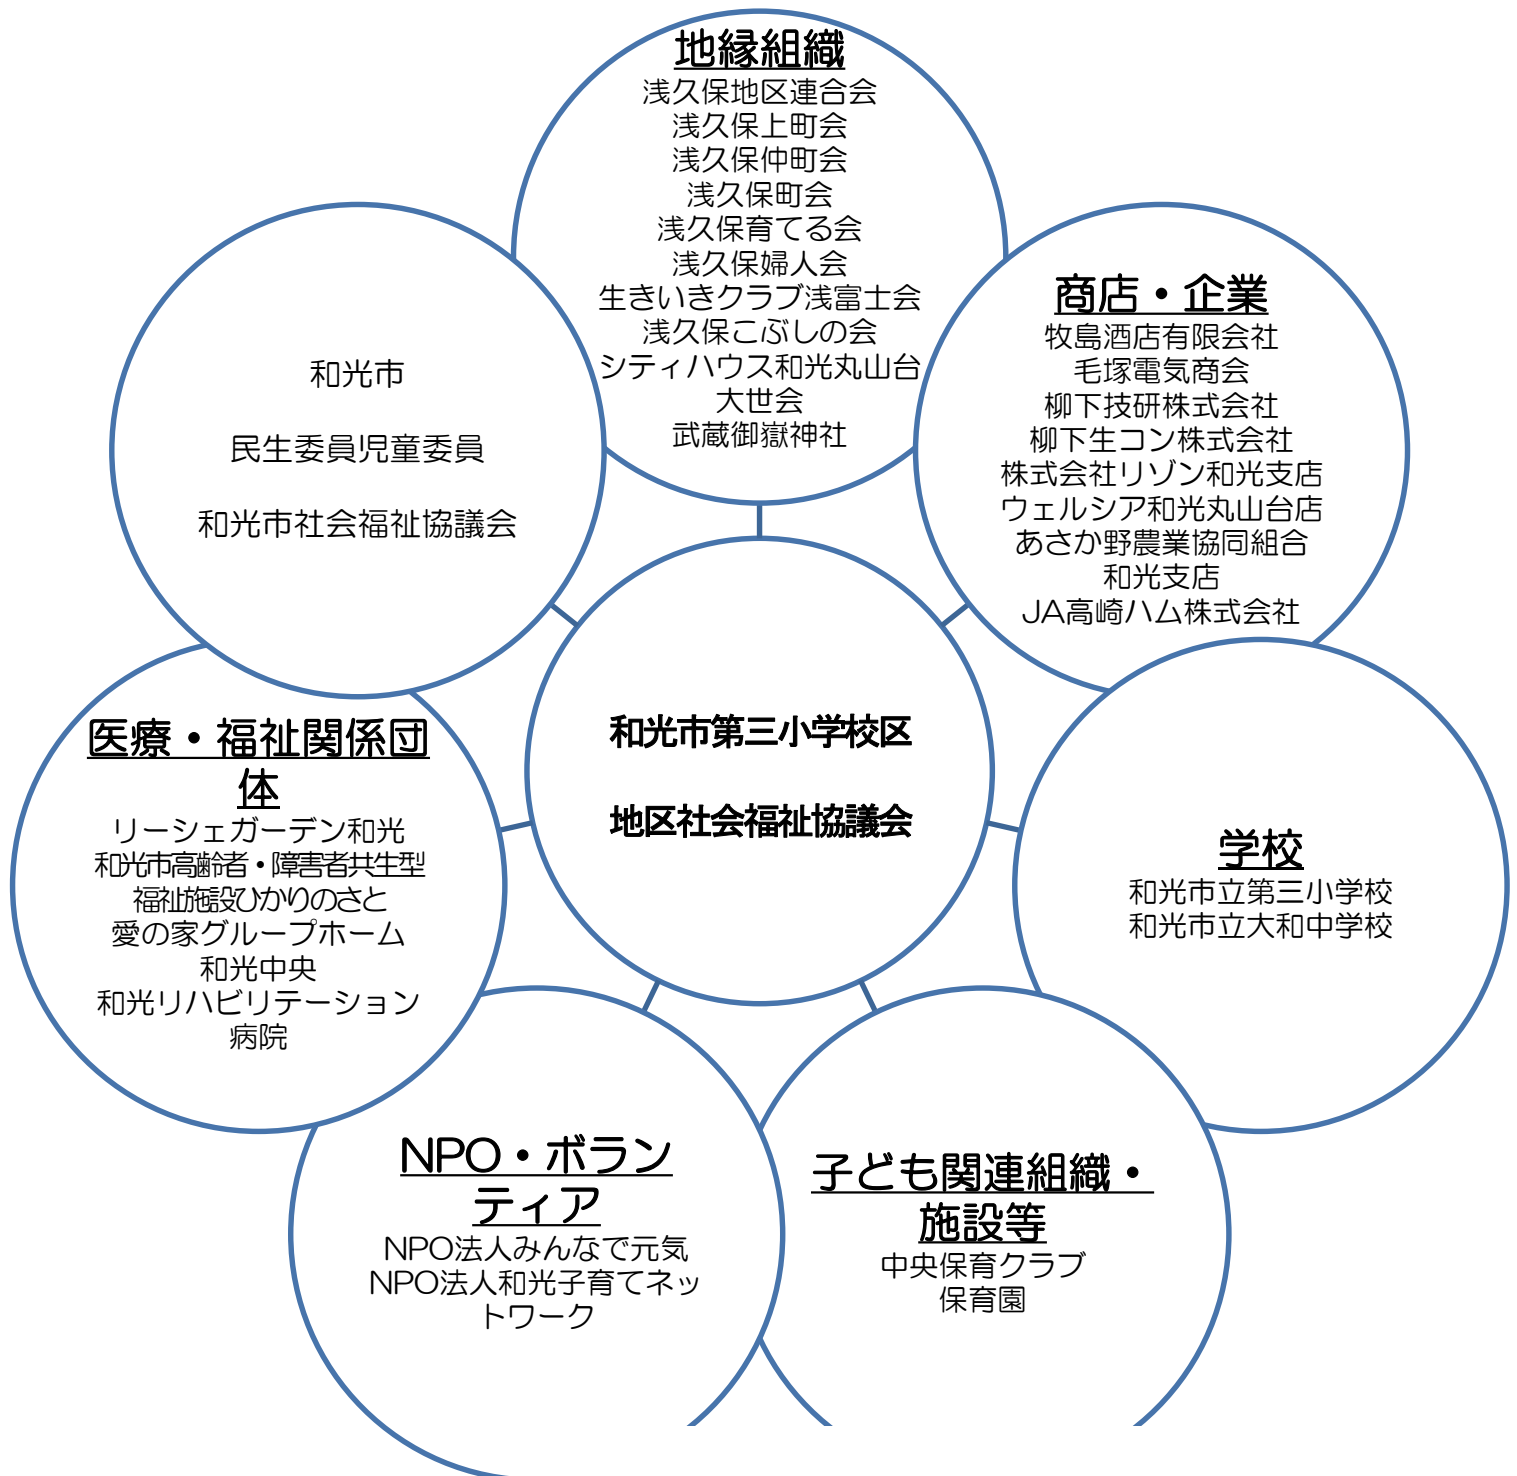 地縁組織
浅久保地区連合会
浅久保上町会
浅久保仲町会
浅久保町会
浅久保育てる会
浅久保婦人会
生きいきクラブ浅富士会
浅久保こぶしの会
シティハウス和光丸山台
大世会
武蔵御嶽神社
商店・企業
牧島酒店有限会社
毛塚電気商会
柳下技研株式会社
柳下生コン株式会社
株式会社リゾン和光支店
ウェルシア和光丸山台店
あさか野農業協同組合
和光支店
JA高崎ハム株式会社
学校
和光市立第三小学校
和光市立大和中学校
子ども関連組織・
施設等
中央保育クラブ
保育園
NPO・ボラン
ティア
NPO法人みんなで元気
NPO法人和光子育てネッ
トワーク
医療・福祉関係団
体
リーシェガーデン和光
和光市高齢者・障害者共生型
福祉施設ひかりのさと
愛の家グループホーム
和光中央
和光リハビリテーション
病院
和光市
民生委員児童委員
和光市社会福祉協議会
和光市第三小学校区
地区社会福祉協議会